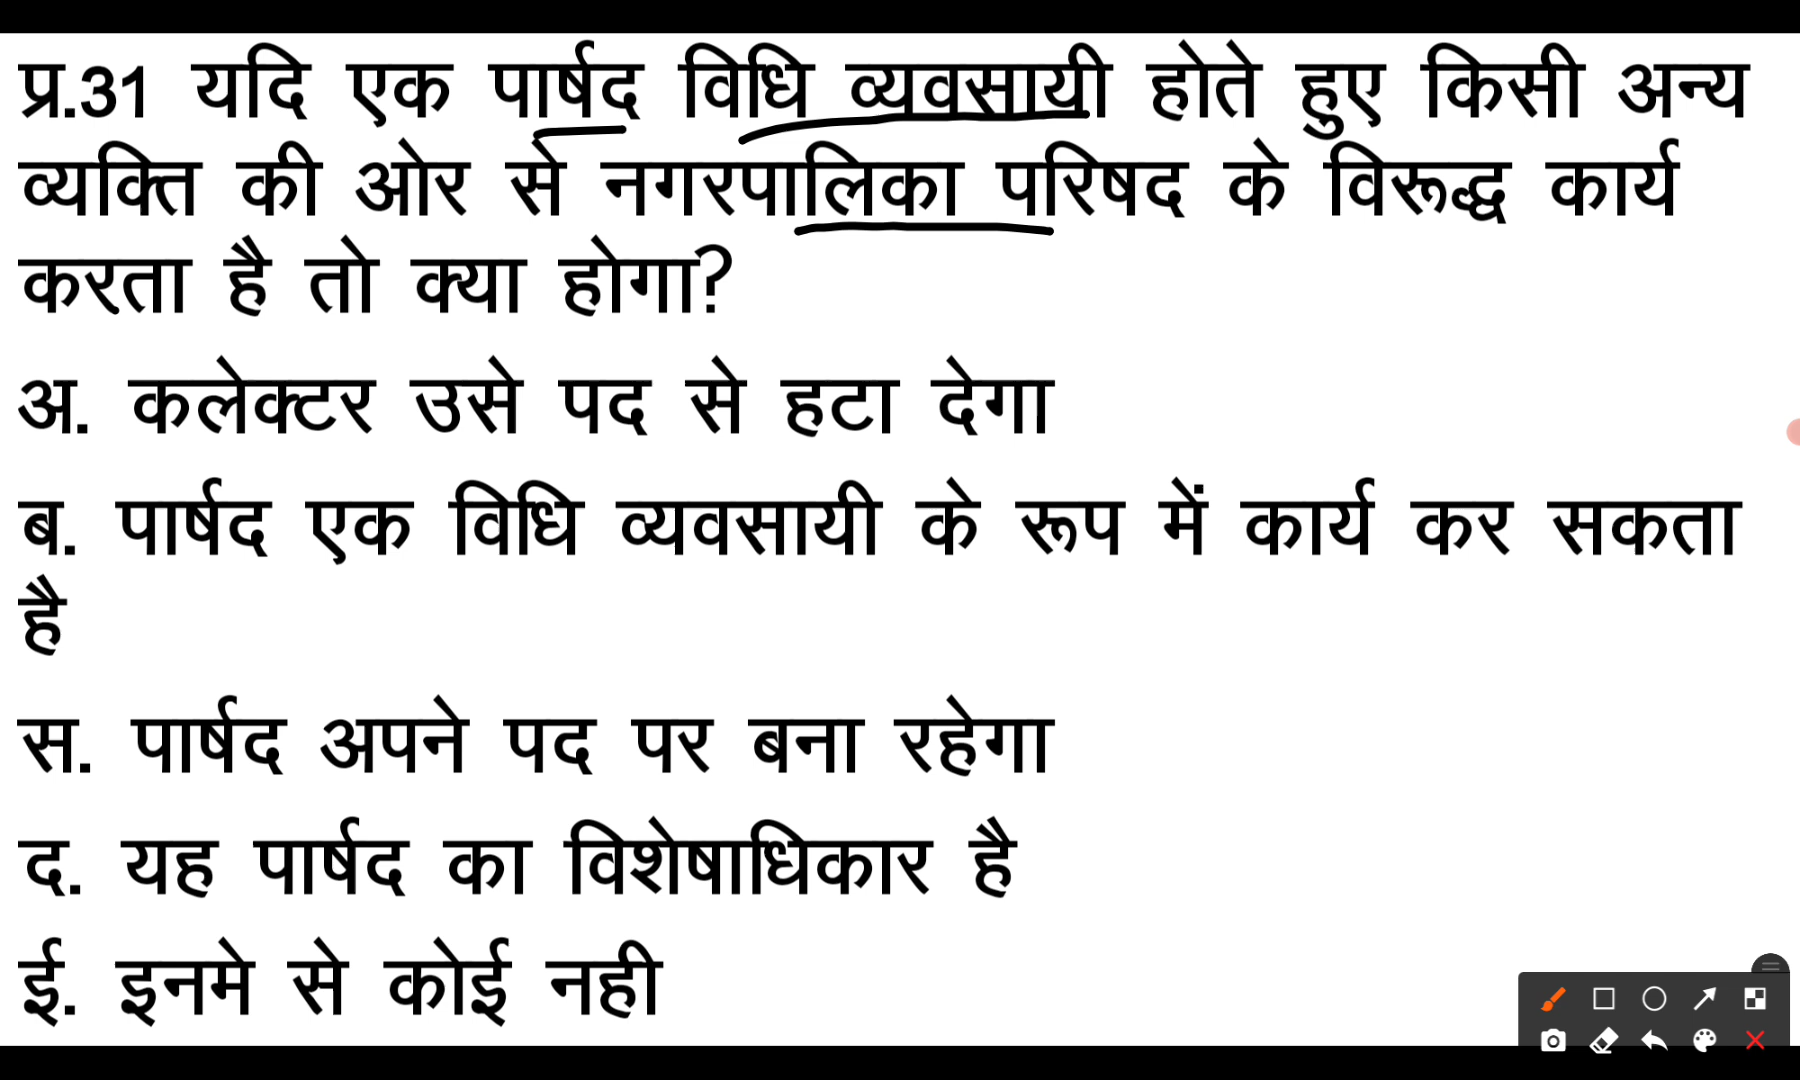 प्र.31 यदि एक पार्षद विधि व्यवसायी होते हुए किसी अन्य
व्यक्ति की ओर से नगरपालिका परिषद के विरूद्ध कार्य
करता है तो क्या होगा?
अ. कलेक्टर उसे पद से हटा देगा
ब. पार्षद एक विधि व्यवसायी के रूप में कार्य कर सकता
है
स. पार्षद अपने पद पर बना रहेगा
द. यह पार्षद का विशेषाधिकार है
ई. इनमे से कोई नही